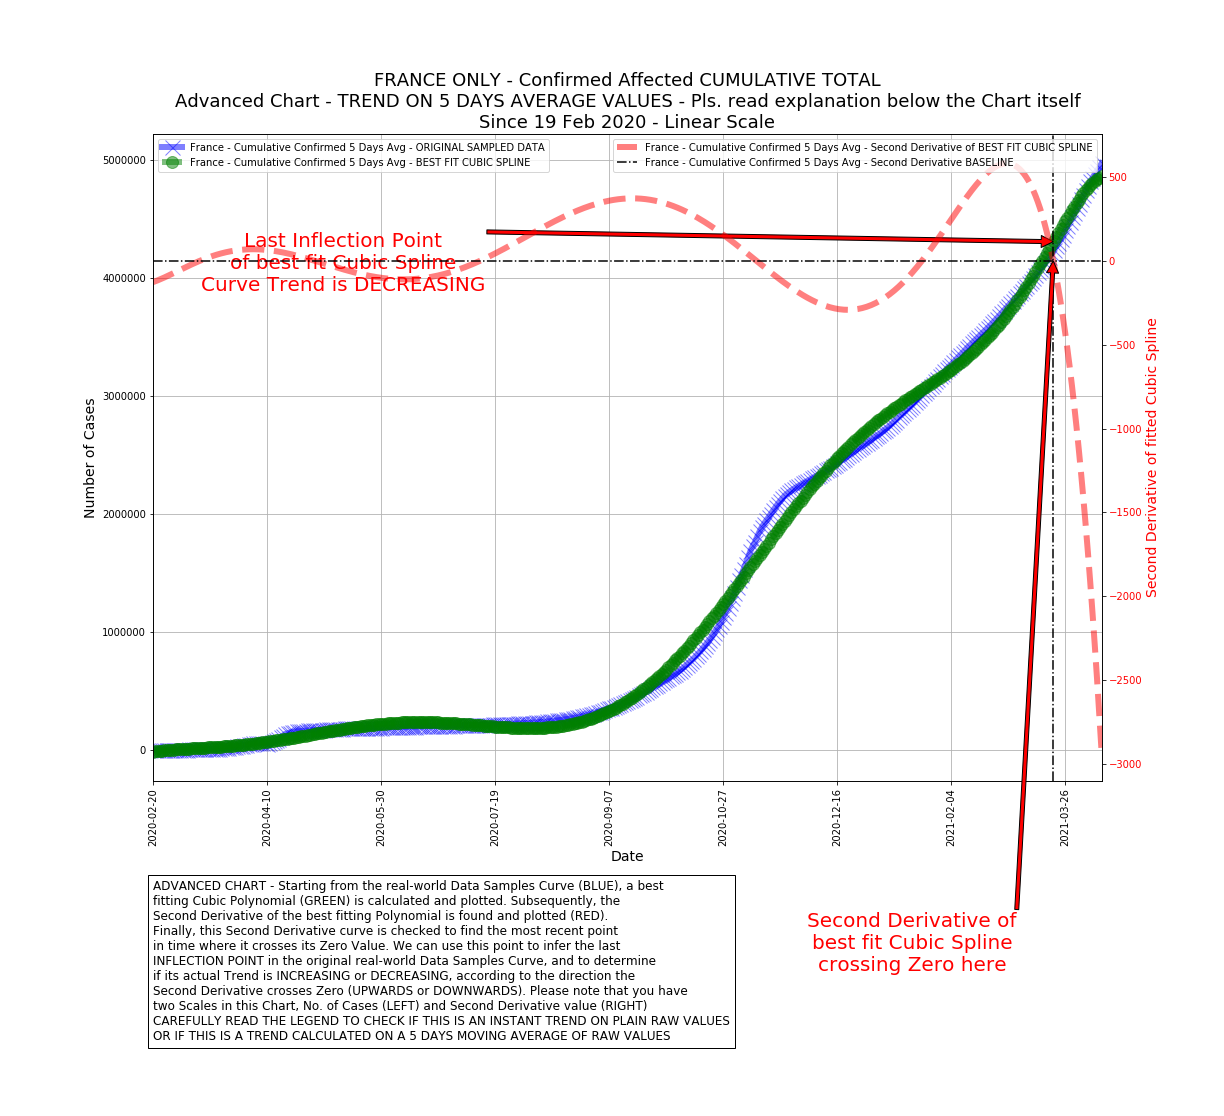 FRANCE ONLY - Confirmed Affected CUMULATIVE TOTAL
Advanced Chart - TREND ON 5 DAYS AVERAGE VALUES - Pls. read explanation below the Chart itself
Since 19 Feb 2020 - Linear Scale
France - Cumulative Confirmed 5 Days Avg - ORIGINAL SAMPLED DATA
France - Cumulative Confirmed 5 Days Avg - BEST FIT CUBIC SPLINE
France - Cumulative Confirmed 5 Days Avg - Second Derivative of BEST FIT CUBIC SPLINE
France - Cumulative Confirmed 5 Days Avg - Second Derivative BASELINE
Last Inflection Point
of best fit Cubic Spline
Curve Trend is DECREASING
Number of Cases
5000000
4000000
3000000
2000000
1000000
0
500
0
−500
−1000
−1500
−2000
−2500
−3000
Second Derivative of fitted Cubic Spline
2020-02-20
2020-04-10
2020-05-30
2020-07-19
2020-09-07
2020-10-27
2020-12-16
2021-02-04
2021-03-26
Date
Second Derivative of
best fit Cubic Spline
crossing Zero here
ADVANCED CHART - Starting from the real-world Data Samples Curve (BLUE), a best
fitting Cubic Polynomial (GREEN) is calculated and plotted. Subsequently, the
Second Derivative of the best fitting Polynomial is found and plotted (RED).
Finally, this Second Derivative curve is checked to find the most recent point
in time where it crosses its Zero Value. We can use this point to infer the last
INFLECTION POINT in the original real-world Data Samples Curve, and to determine
if its actual Trend is INCREASING or DECREASING, according to the direction the
Second Derivative crosses Zero (UPWARDS or DOWNWARDS). Please note that you have
two Scales in this Chart, No. of Cases (LEFT) and Second Derivative value (RIGHT)
CAREFULLY READ THE LEGEND TO CHECK IF THIS IS AN INSTANT TREND ON PLAIN RAW VALUES
OR IF THIS IS A TREND CALCULATED ON A 5 DAYS MOVING AVERAGE OF RAW VALUES